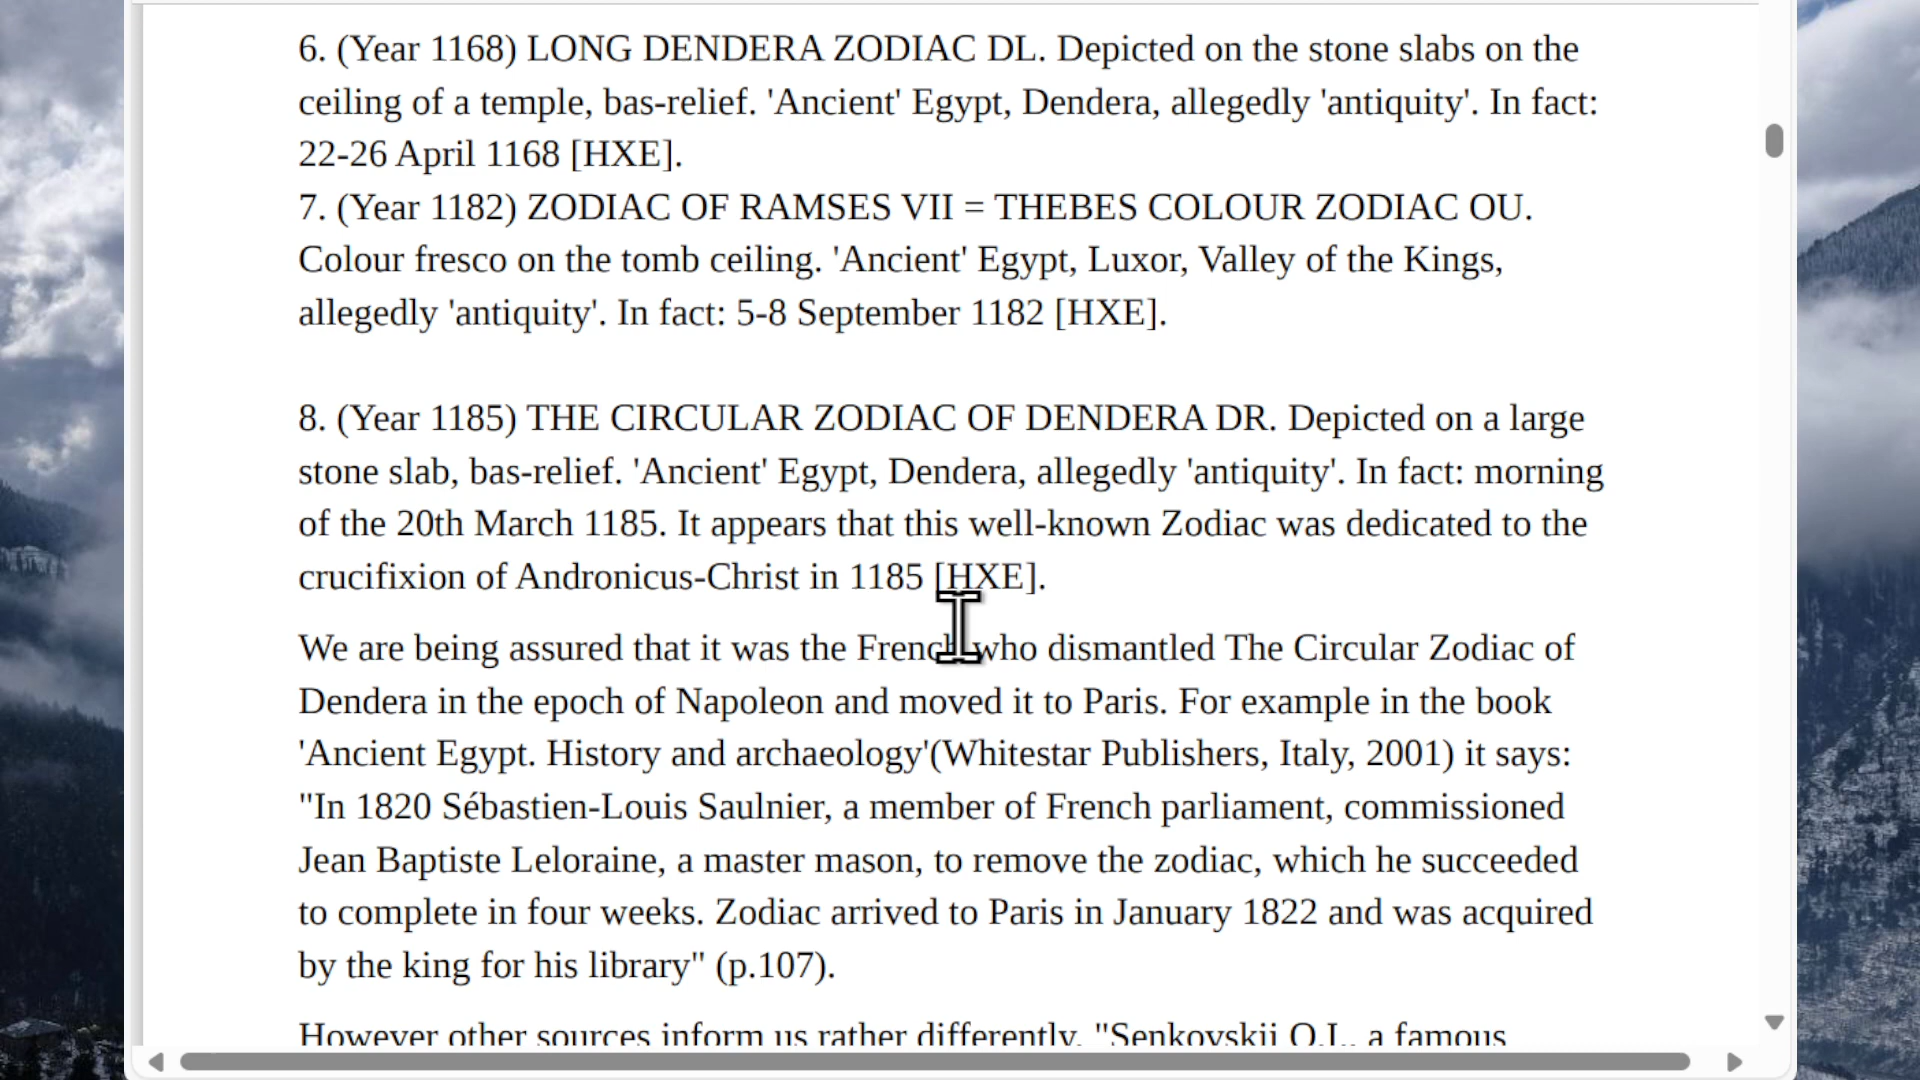 6. (Year 1168) LONG DENDERA ZODIAC DL. Depicted on the stone slabs on the
ceiling of a temple, bas-relief. 'Ancient' Egypt, Dendera, allegedly 'antiquity'. In fact:
22-26 April 1168 [HXE].
7. (Year 1182) ZODIAC OF RAMSES VII = THEBES COLOUR ZODIAC OU.
Colour fresco on the tomb ceiling. 'Ancient' Egypt, Luxor, Valley of the Kings,
allegedly 'antiquity'. In fact: 5-8 September 1182 [HXE].
8. (Year 1185) THE CIRCULAR ZODIAC OF DENDERA DR. Depicted on a large
stone slab, bas-relief. 'Ancient' Egypt, Dendera, allegedly 'antiquity'. In fact: morning
of the 20th March 1185. It appears that this well-known Zodiac was dedicated to the
crucifixion of Andronicus-Christ in 1185 [HXE].
We are being assured that it was the French who dismantled The Circular Zodiac of
Dendera in the epoch of Napoleon and moved it to Paris. For example in the book
'Ancient Egypt. History and archaeology'(Whitestar Publishers, Italy, 2001) it says:
"In 1820 Sébastien-Louis Saulnier, a member of French parliament, commissioned
Jean Baptiste Leloraine, a master mason, to remove the zodiac, which he succeeded
to complete in four weeks. Zodiac arrived to Paris in January 1822 and was acquired
by the king for his library" (p.107).
However other sources inform us rather differently. "Senkovskii O.I., a famous